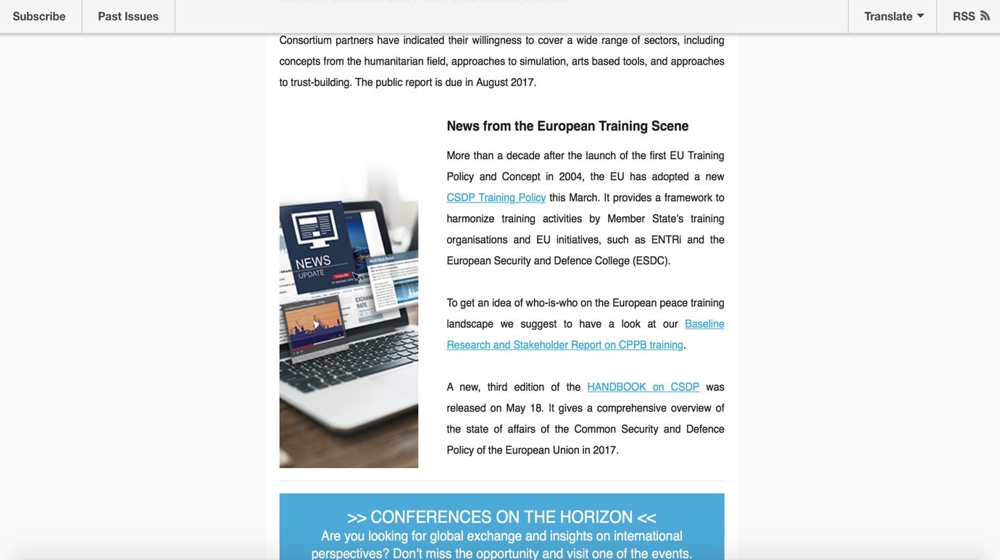 Subscribe
Past Issues
Translate
RSS
Consortium partners have indicated their willingness to cover a wide range of sectors, including
concepts from the humanitarian field, approaches to simulation, arts based tools, and approaches
to trust-building. The public report is due in August 2017.
News from the European Training Scene
More than a decade after the launch of the first EU Training
Policy and Concept in 2004, the EU has adopted a new
CSDP Training Policy this March. It provides a framework to
harmonize training activities by Member State’s training
organisations and EU initiatives, such as ENTRi and the
European Security and Defence College (ESDC).
To get an idea of who-is-who on the European peace training
landscape we suggest to have a look at our Baseline
Research and Stakeholder Report on CPPB training.
A new, third edition of the HANDBOOK on CSDP was
released on May 18. It gives a comprehensive overview of
the state of affairs of the Common Security and Defence
Policy of the European Union in 2017.
NEWS
UPDATE
Subscribe
World Stock Market
EXCHANGE
RATE
>> CONFERENCES ON THE HORIZON <<
Are you looking for global exchange and insights on international
perspectives? Don’t miss the opportunity and visit one of the events.